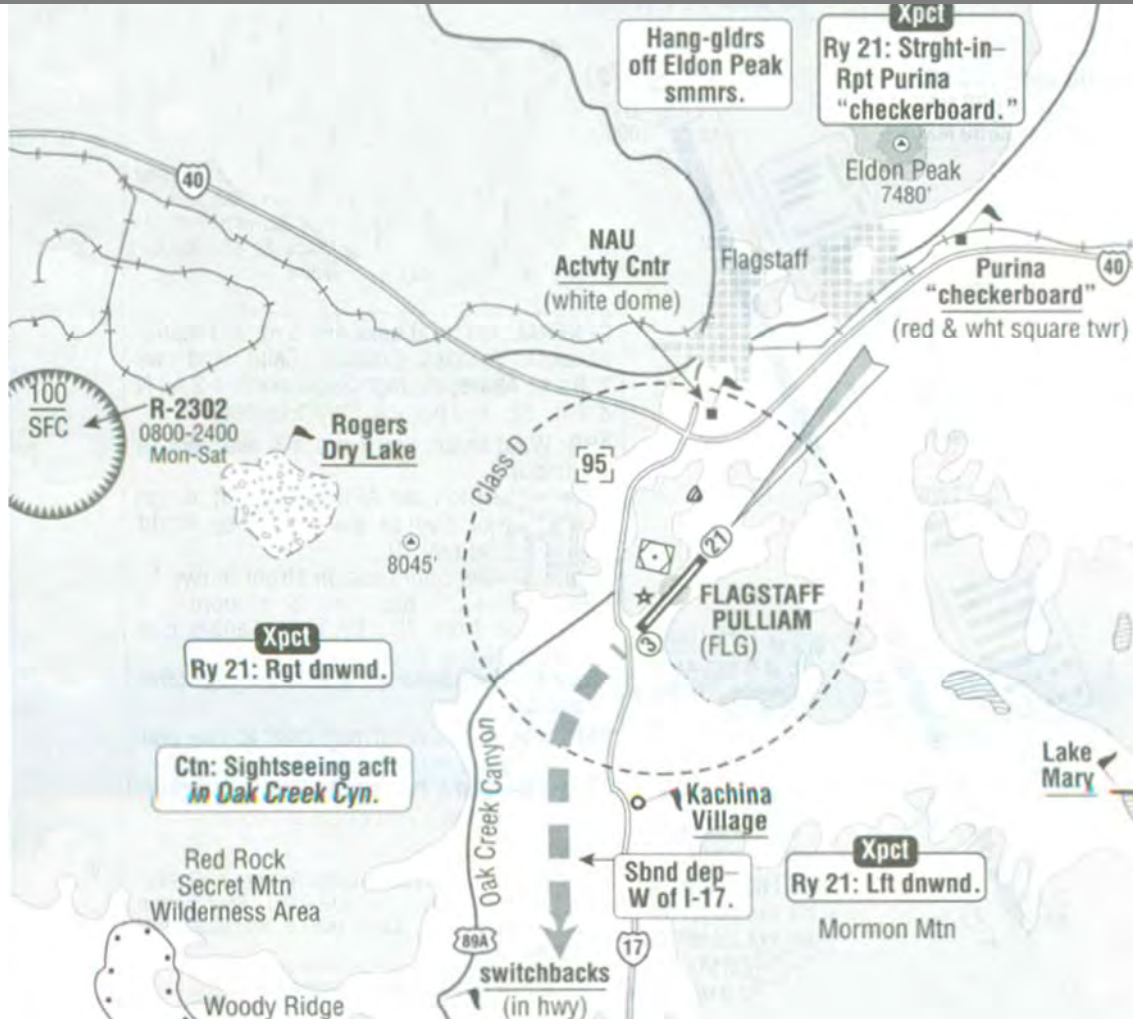 Hang-gldrs
off Eldon Peak
smmrs.
Xpct
Ry 21: Strght-in–
Rpt Purina
“checkerboard.”
Eldon Peak
7480'
40
NAU
Actvty Cntr
(white dome)
Flagstaff
Purina
“checkerboard”
(red & wht square twr)
40
100
SFC
R-2302
0800-2400
Mon-Sat
Rogers
Dry Lake
Class D
95
8045'
21
3
FLAGSTAFF
PULLIAM
(FLG)
Xpct
Ry 21: Rgt dnwnd.
Ctn: Sightseeing acft
in Oak Creek Cyn.
Oak Creek Canyon
Kachina
Village
Lake
Mary
Sbnd dep–
W of I-17.
Xpct
Ry 21: Lft dnwnd.
Mormon Mtn
Red Rock
Secret Mtn
Wilderness Area
89A
17
switchbacks
(in hwy)
Woody Ridge